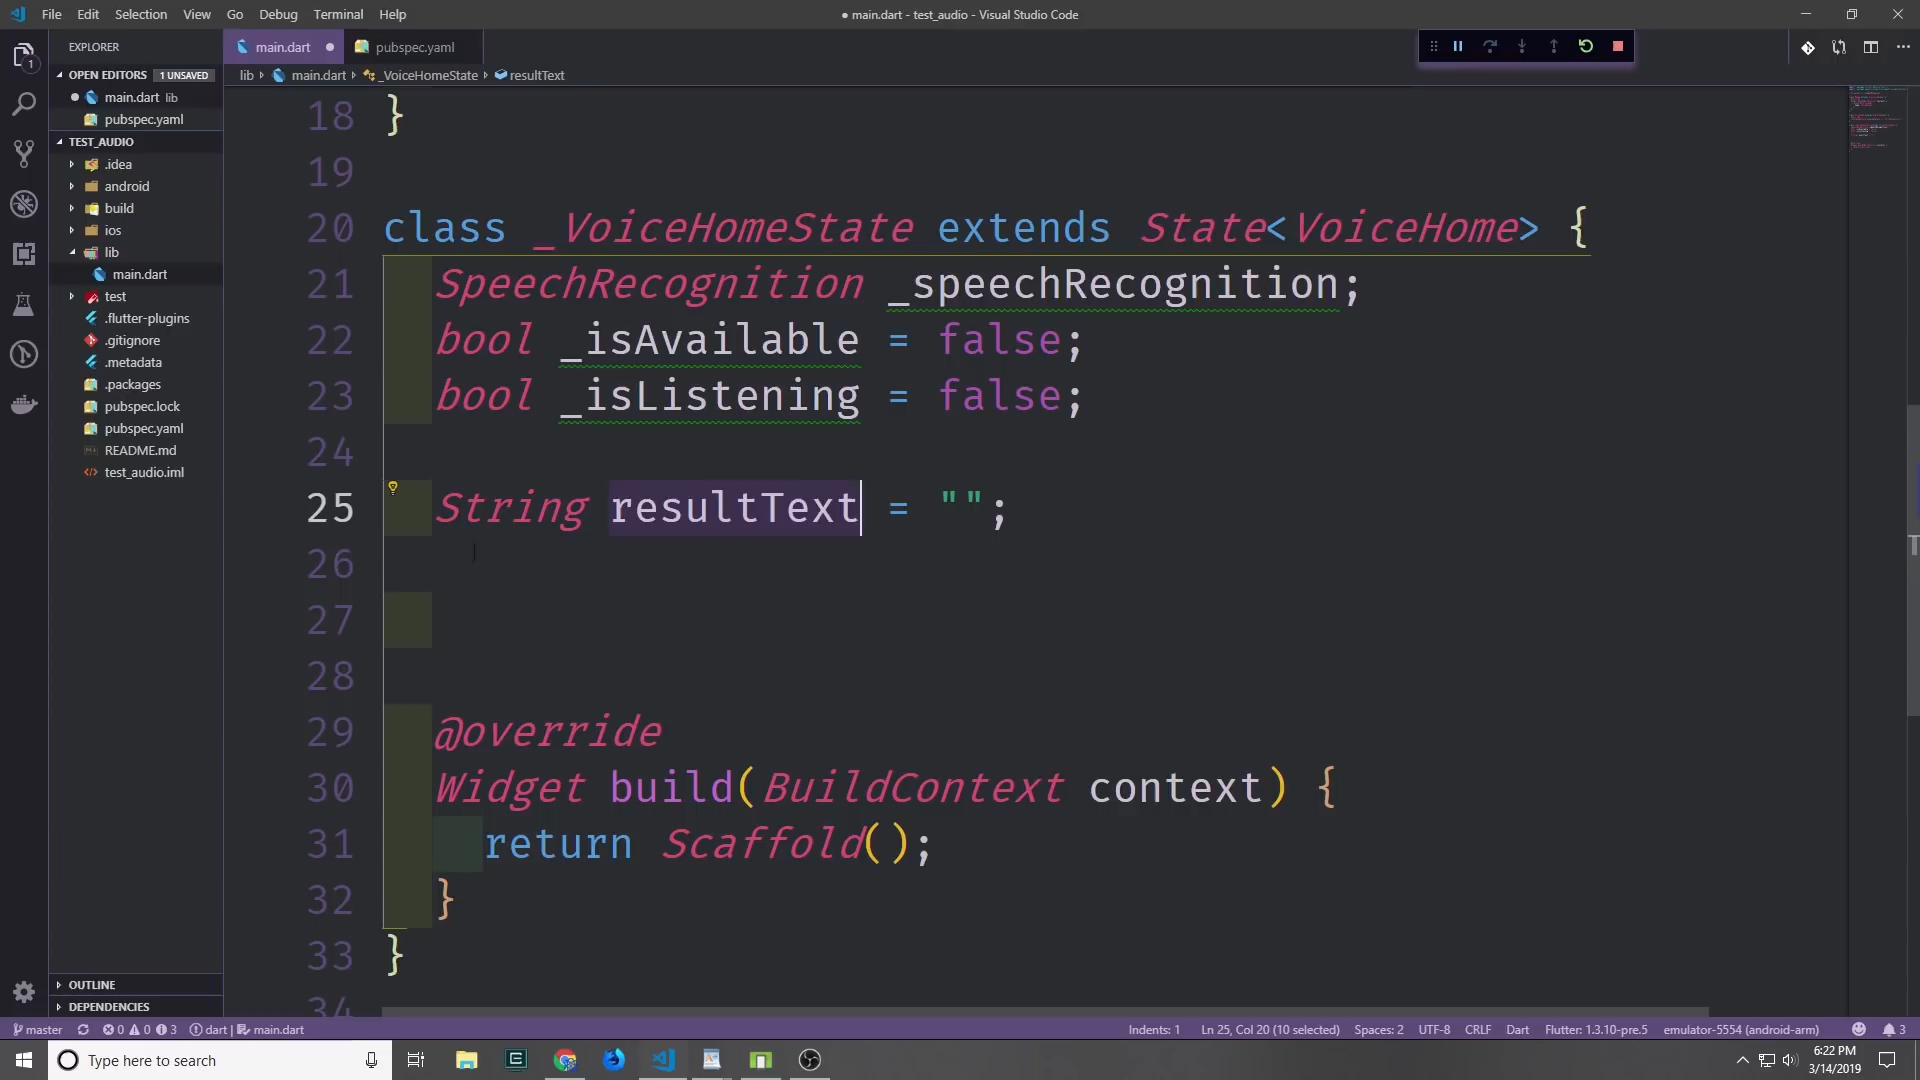 File Edit Selection View Go Debug Terminal Help
● main.dart - test_audio - Visual Studio Code
EXPLORER
main.dart
pubspec.yaml
OPEN EDITORS 1 UNSAVED
lib main.dart _VoiceHomeState resultText
main.dart lib
pubspec.yaml
TEST_AUDIO
.idea
android
build
ios
lib
main.dart
test
.flutter-plugins
.gitignore
.metadata
.packages
pubspec.lock
pubspec.yaml
README.md
test_audio.iml
OUTLINE
DEPENDENCIES
18 }
19
20 class _VoiceHomeState extends State<VoiceHome> {
21 SpeechRecognition _speechRecognition;
22 bool _isAvailable = false;
23 bool _isListening = false;
24
25 String resultText = "";
26
27
28
29 @override
30 Widget build(BuildContext context) {
31 return Scaffold();
32 }
33 }
34
master 0 0 3 dart | main.dart
Indents: 1 Ln 25, Col 20 (10 selected) Spaces: 2 UTF-8 CRLF Dart Flutter: 1.3.10-pre.5 emulator-5554 (android-arm) 3
Type here to search
6:22 PM
3/14/2019